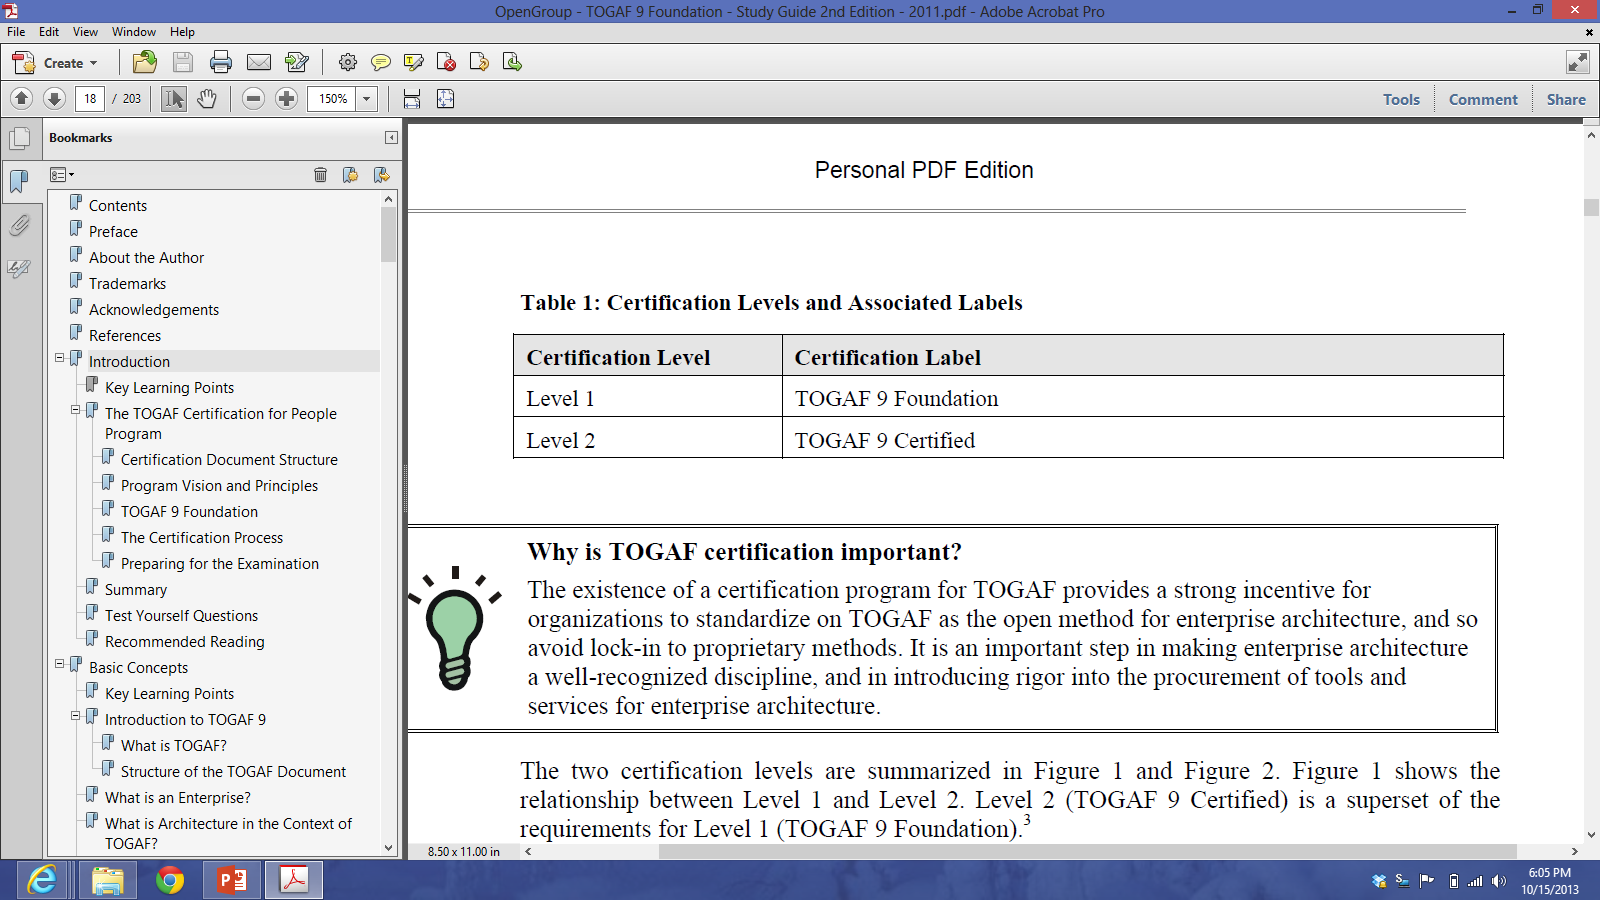 OpenGroup - TOGAF 9 Foundation - Study Guide 2nd Edition - 2011.pdf - Adobe Acrobat Pro
File Edit View Window Help
Create
18 / 203
150%
Tools Comment Share
Bookmarks
Contents
Preface
About the Author
Trademarks
Acknowledgements
References
Introduction
Key Learning Points
The TOGAF Certification for People
Program
Certification Document Structure
Program Vision and Principles
TOGAF 9 Foundation
The Certification Process
Preparing for the Examination
Summary
Test Yourself Questions
Recommended Reading
Basic Concepts
Key Learning Points
Introduction to TOGAF 9
What is TOGAF?
Structure of the TOGAF Document
What is an Enterprise?
What is Architecture in the Context of
TOGAF?
Personal PDF Edition
Table 1: Certification Levels and Associated Labels
Certification Level Certification Label
Level 1 TOGAF 9 Foundation
Level 2 TOGAF 9 Certified
Why is TOGAF certification important?
The existence of a certification program for TOGAF provides a strong incentive for
organizations to standardize on TOGAF as the open method for enterprise architecture, and so
avoid lock-in to proprietary methods. It is an important step in making enterprise architecture
a well-recognized discipline, and in introducing rigor into the procurement of tools and
services for enterprise architecture.
The two certification levels are summarized in Figure 1 and Figure 2. Figure 1 shows the
relationship between Level 1 and Level 2. Level 2 (TOGAF 9 Certified) is a superset of the
requirements for Level 1 (TOGAF 9 Foundation).3
8.50 x 11.00 in
6:05 PM
10/15/2013